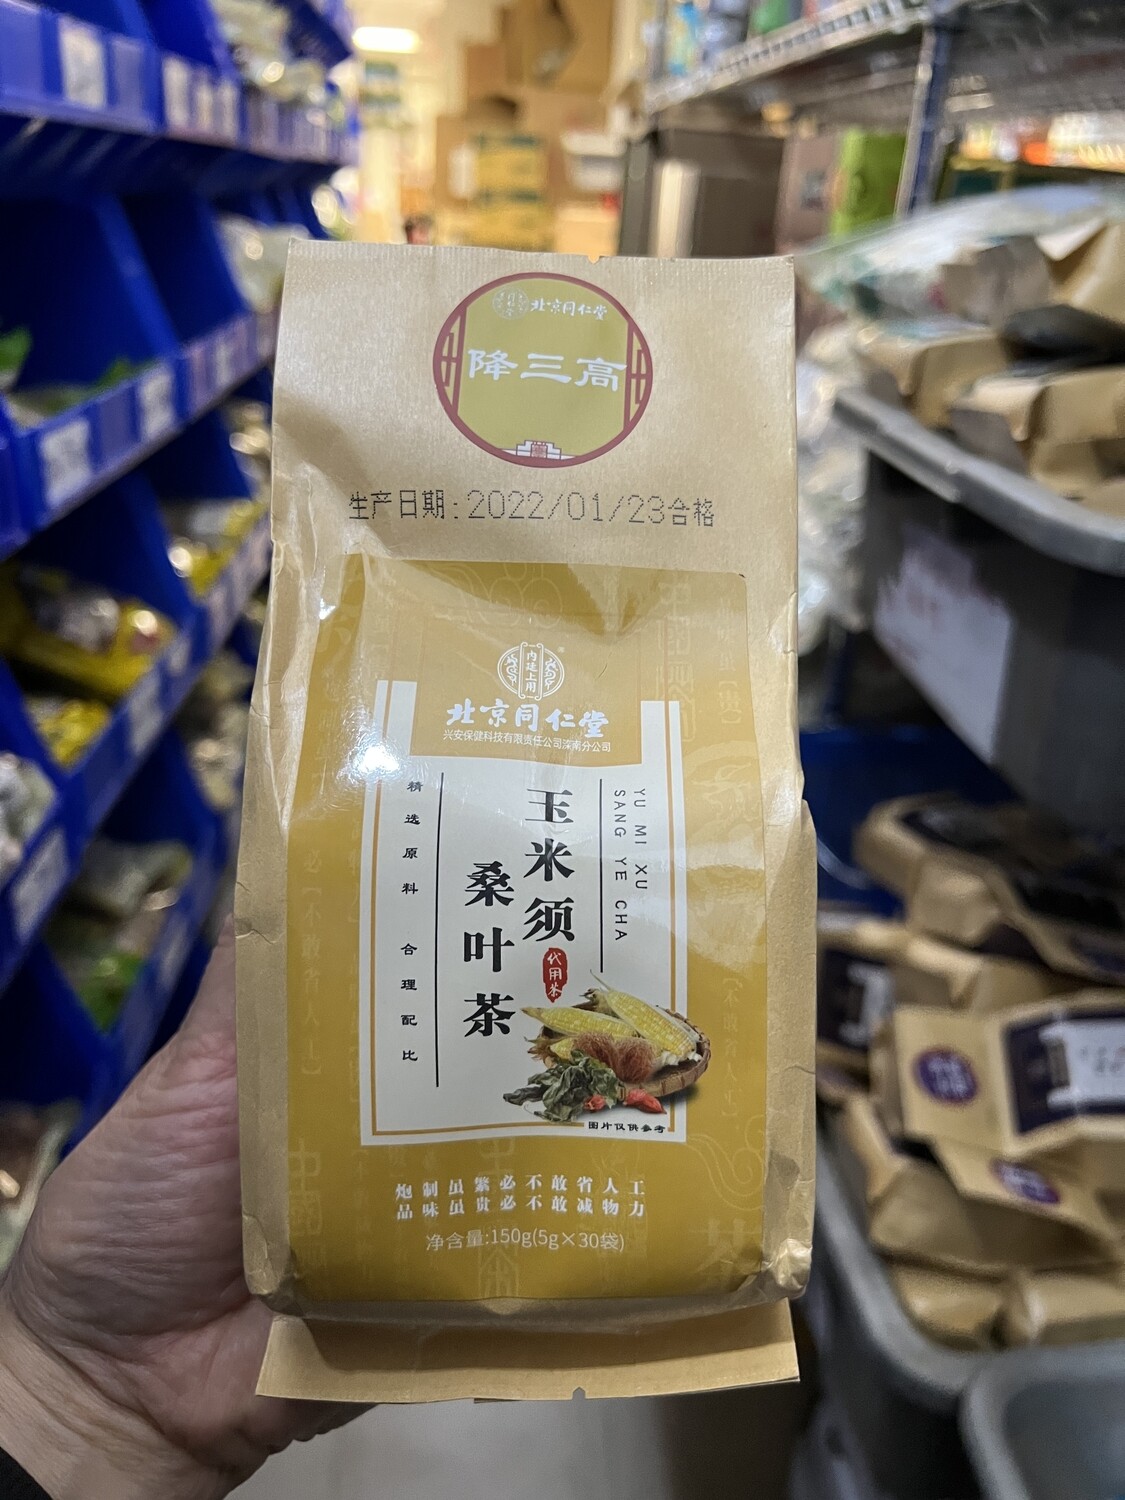 北京同仁堂
降三高
生产日期:2022/01/23合格
内廷上用
北京同仁堂
兴安保健科技有限责任公司滦南分公司
YU MI XU
SANG YE CHA
玉米须
桑叶茶
代用茶
精选原料 合理配比
图片仅供参考
炮制虽繁必不敢省人工
品味虽贵必不敢减物力
净含量:150g(5g×30袋)